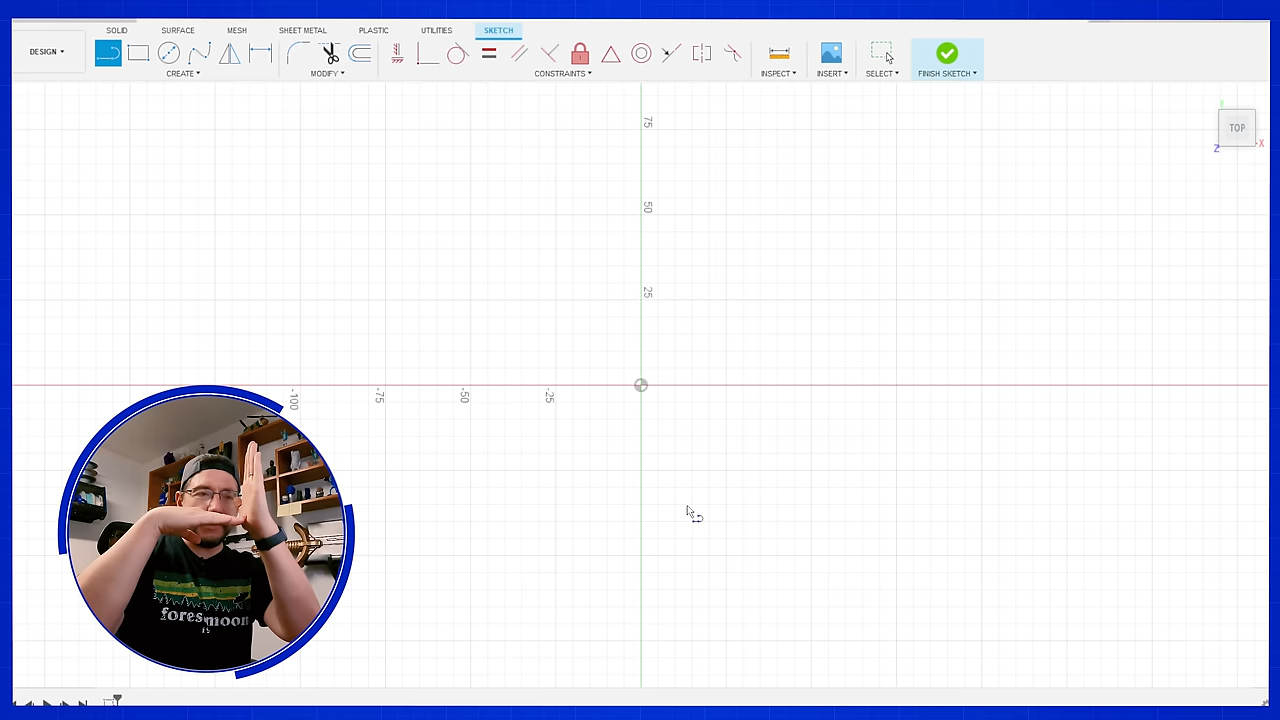 SOLID SURFACE MESH SHEET METAL PLASTIC UTILITIES SKETCH
DESIGN
CREATE MODIFY CONSTRAINTS INSPECT INSERT SELECT FINISH SKETCH
75
TOP
Y
Z
X
50
25
-100 -75 -50 -25
fores moon